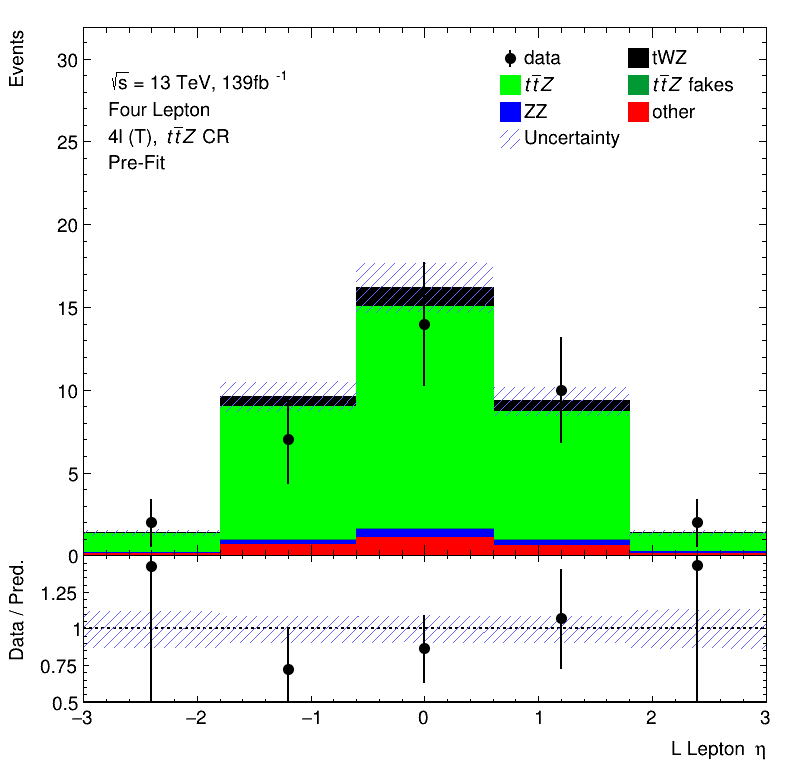 Events
30
25
20
15
10
5
0
√s = 13 TeV, 139fb⁻¹
Four Lepton
4l (T), tt̅Z CR
Pre-Fit
data
tWZ
tt̅Z
tt̅Z fakes
ZZ
other
Uncertainty
Data / Pred.
1.25
1
0.75
0.5
−3 −2 −1 0 1 2 3
L Lepton η